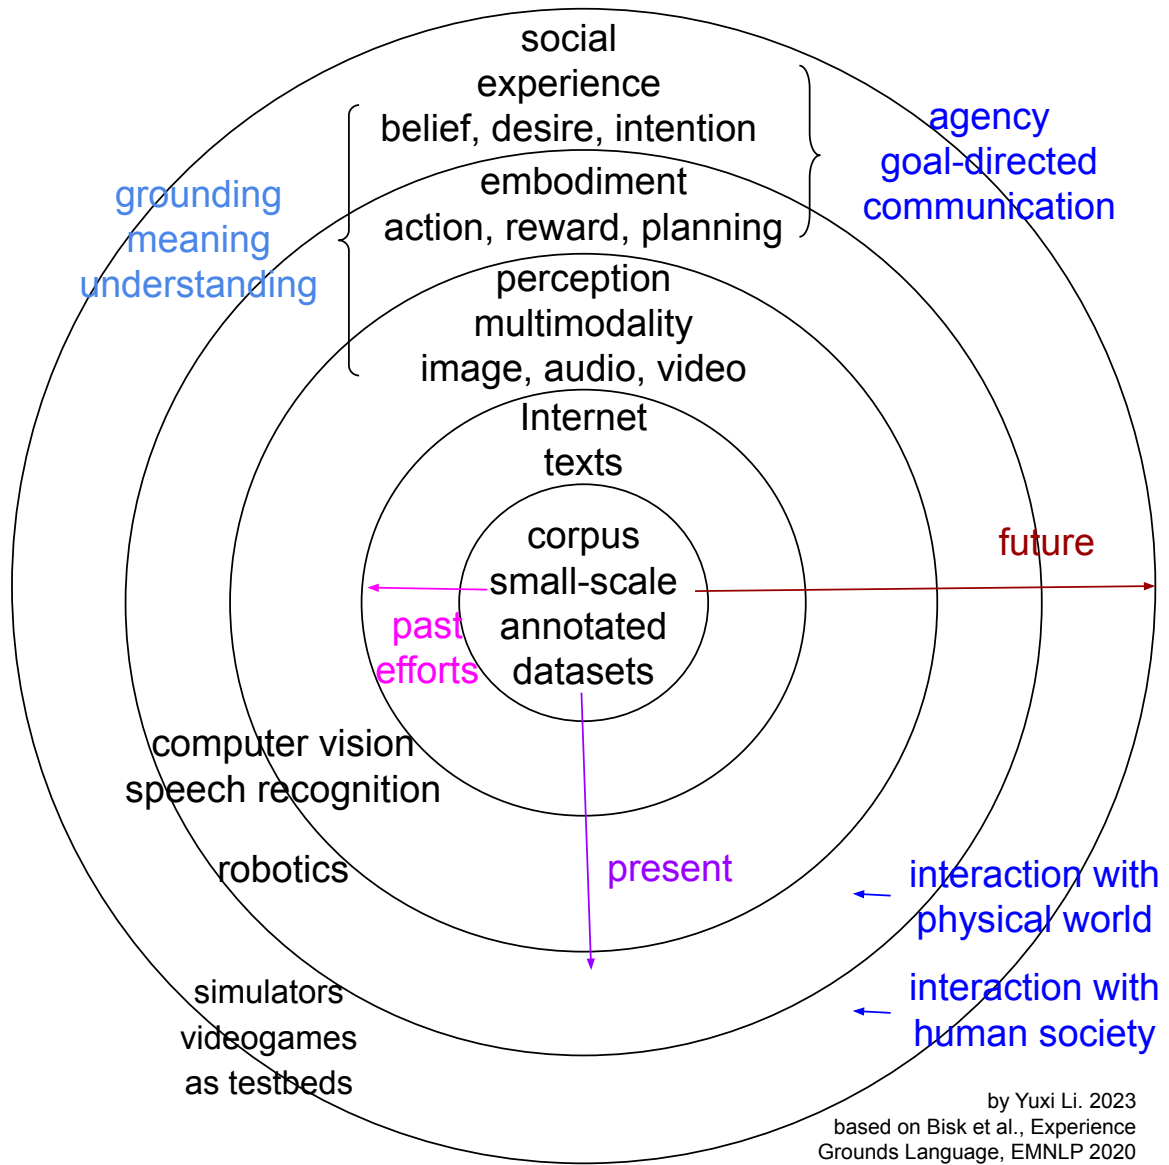 social
experience
belief, desire, intention
agency
goal-directed
communication
grounding
meaning
understanding
embodiment
action, reward, planning
perception
multimodality
image, audio, video
Internet
texts
corpus
small-scale
annotated
datasets
future
past
efforts
computer vision
speech recognition
robotics
present
interaction with
physical world
simulators
videogames
as testbeds
interaction with
human society
by Yuxi Li. 2023
based on Bisk et al., Experience
Grounds Language, EMNLP 2020